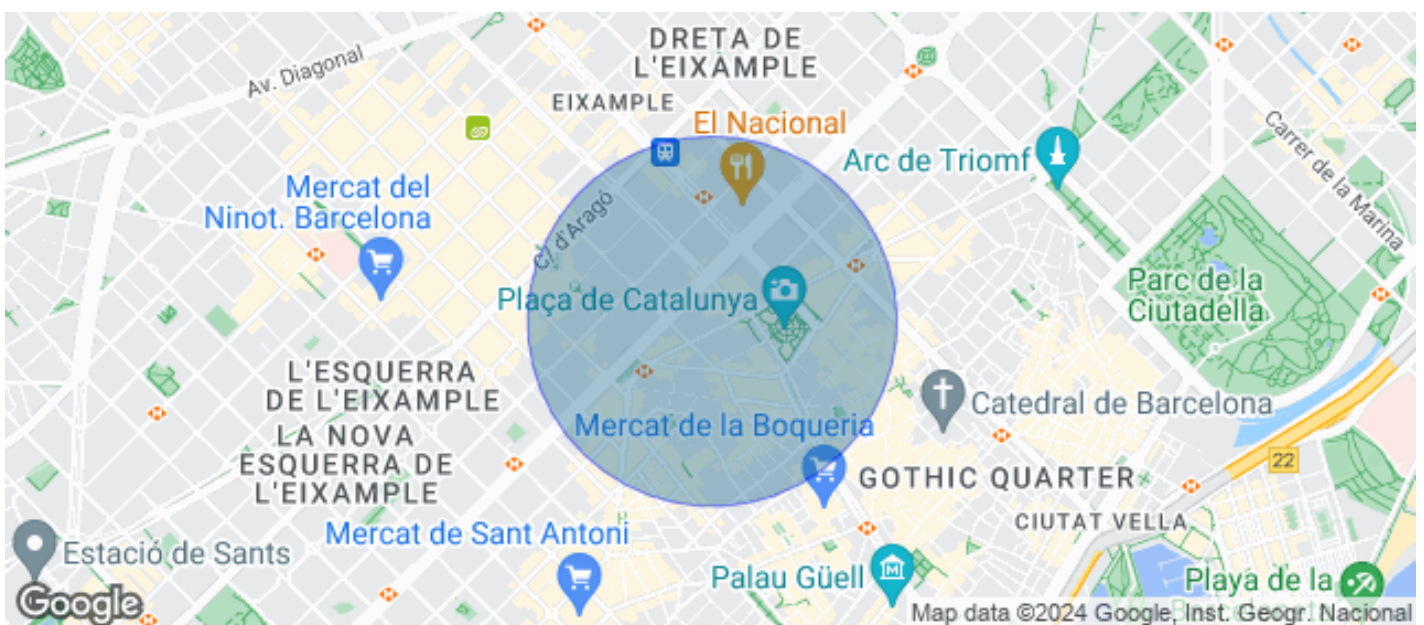 DRETA DE
L'EIXAMPLE
Av. Diagonal
EIXAMPLE
El Nacional
Arc de Triomf
Carrer de la Marina
Mercat del
Ninot. Barcelona
C/ d'Aragó
Plaça de Catalunya
Parc de la
Ciutadella
L'ESQUERRA
DE L'EIXAMPLE
Catedral de Barcelona
Mercat de la Boqueria
LA NOVA
ESQUERRA DE
L'EIXAMPLE
22
GOTHIC QUARTER
CIUTAT VELLA
Mercat de Sant Antoni
Estació de Sants
Palau Güell
Playa de la
Google
Map data ©2024 Google, Inst. Geogr. Nacional